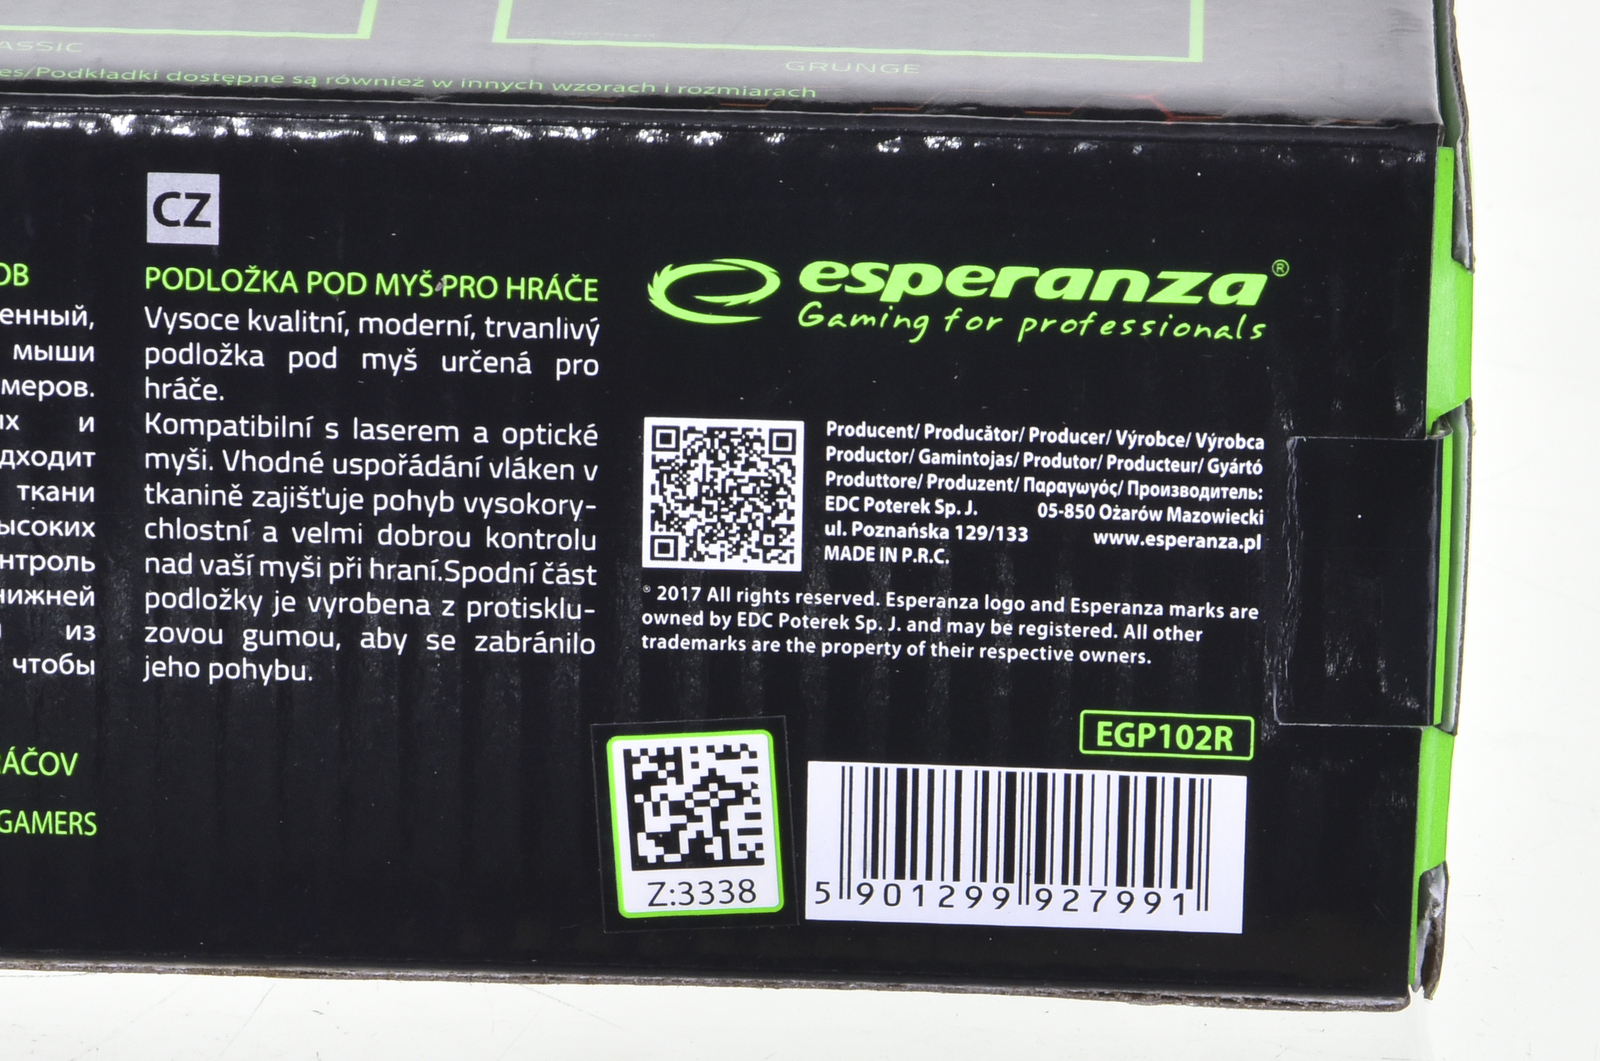 ASSIC
GRUNGE
es/Podkładki dostępne są również w innych wzorach i rozmiarach
ОВ
енный,
мыши
меров.
ых и
дходит
ткани
ысоких
нтроль
нижней
из
чтобы
ÁČOV
GAMERS
CZ
PODLOŽKA POD MYŠ PRO HRÁČE
Vysoce kvalitní, moderní, trvanlivý
podložka pod myš určená pro
hráče.
Kompatibilní s laserem a optické
myši. Vhodné uspořádání vláken v
tkanině zajišťuje pohyb vysokory-
chlostní a velmi dobrou kontrolu
nad vaší myši při hraní.Spodní část
podložky je vyrobena z protisklu-
zovou gumou, aby se zabránilo
jeho pohybu.
esperanza®
Gaming for professionals
Producent/ Producător/ Producer/ Výrobce/ Výrobca
Productor/ Gamintojas/ Produtor/ Producteur/ Gyártó
Produttore/ Produzent/ Παραγωγός/ Производитель:
EDC Poterek Sp. J. 05-850 Ożarów Mazowiecki
ul. Poznańska 129/133 www.esperanza.pl
MADE IN P.R.C.
® 2017 All rights reserved. Esperanza logo and Esperanza marks are
owned by EDC Poterek Sp. J. and may be registered. All other
trademarks are the property of their respective owners.
EGP102R
Z:3338
5 901299 927991